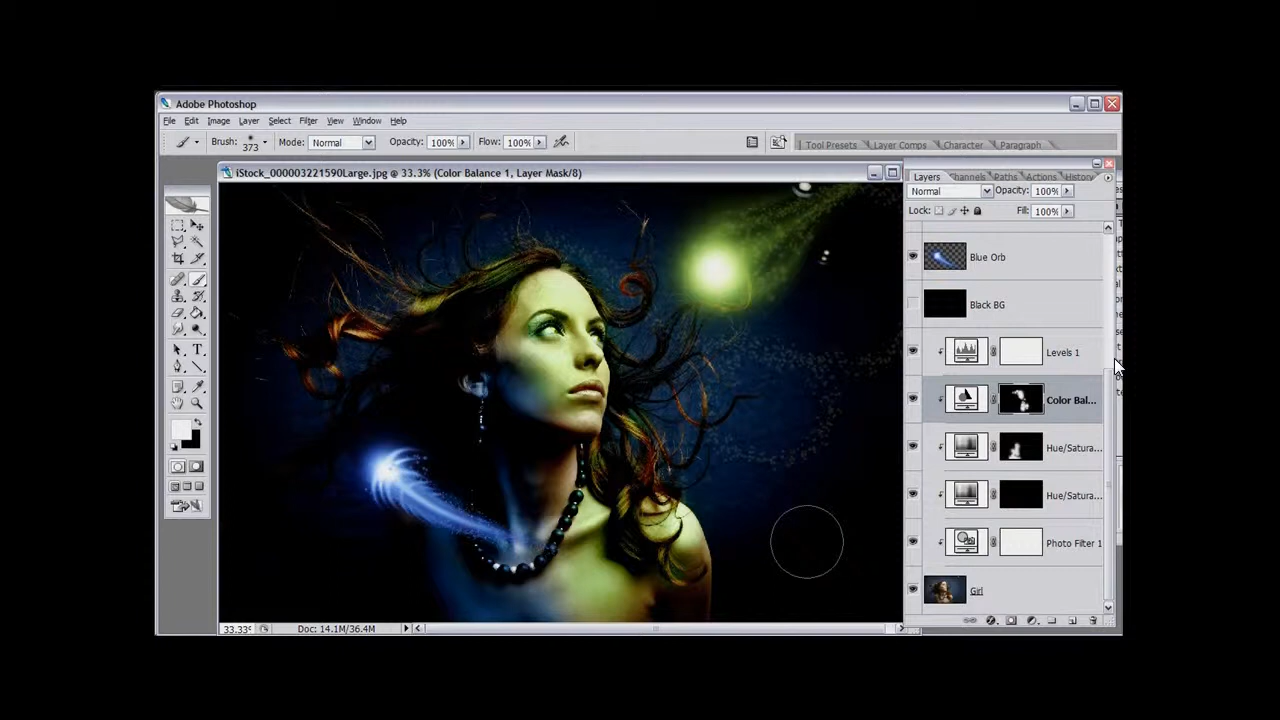 Adobe Photoshop
File Edit Image Layer Select Filter View Window Help
Brush: 373 Mode: Normal Opacity: 100% Flow: 100% Tool Presets Layer Comps Character Paragraph
iStock_000003221590Large.jpg @ 33.3% (Color Balance 1, Layer Mask/8)
Layers Channels Paths Actions History
Normal Opacity: 100%
Lock: Fill: 100%
Blue Orb
Black BG
Levels 1
Color Bal...
Hue/Satura...
Hue/Satura...
Photo Filter 1
Girl
33.33% Doc: 14.1M/36.4M